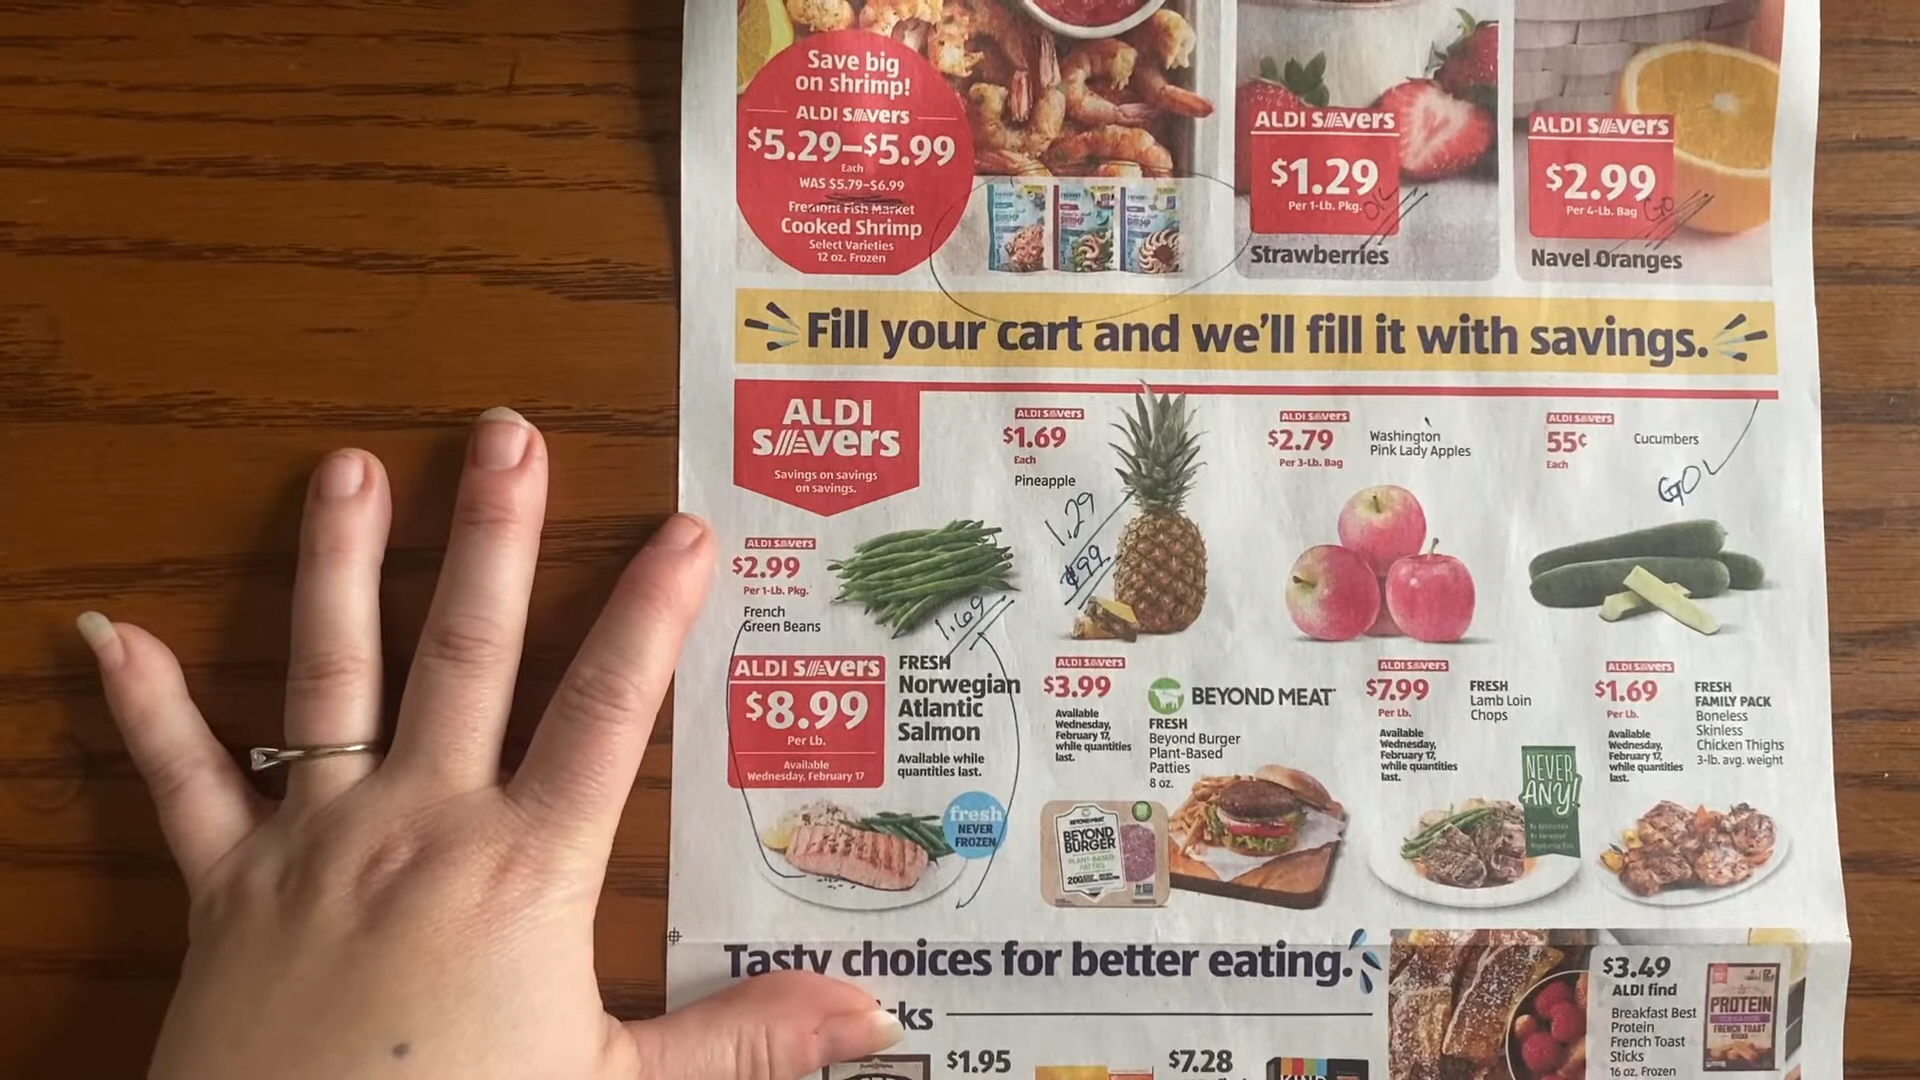 Save big
on shrimp!
ALDI SAVERS
$5.29–$5.99
Each
WAS $5.79–$6.99
Fremont Fish Market
Cooked Shrimp
Select Varieties
12 oz. Frozen
SHRIMP
SHRIMP
ALDI SAVERS
$1.29
Per 1-Lb. Pkg.
Strawberries
ALDI SAVERS
$2.99
Per 4-Lb. Bag
GO
Navel Oranges
Fill your cart and we'll fill it with savings.
ALDI
SAVERS
Savings on savings
on savings.
ALDI SAVERS
$1.69
Each
Pineapple
1.29
.99
ALDI SAVERS
$2.79
Per 3-Lb. Bag
Washington
Pink Lady Apples
ALDI SAVERS
55¢
Each
Cucumbers
ALDI SAVERS
$2.99
Per 1-Lb. Pkg.
French
Green Beans
1.69
ALDI SAVERS
$8.99
Per Lb.
Available
Wednesday, February 17
FRESH
Norwegian
Atlantic
Salmon
Available while
quantities last.
fresh
NEVER
FROZEN
ALDI SAVERS
$3.99
Available
Wednesday,
February 17,
while quantities
last.
BEYOND MEAT
FRESH
Beyond Burger
Plant-Based
Patties
8 oz.
BEYOND MEAT
BEYOND
BURGER
PLANT-BASED
PATTIES
20G
ALDI SAVERS
$7.99
Per Lb.
Available
Wednesday,
February 17,
while quantities
last.
FRESH
Lamb Loin
Chops
NEVER
ANY!
ALDI SAVERS
$1.69
Per Lb.
Available
Wednesday,
February 17,
while quantities
last.
FRESH
FAMILY PACK
Boneless
Skinless
Chicken Thighs
3-lb. avg. weight
Tasty choices for better eating.
cks
$1.95
$7.28
KIND
$3.49
ALDI find
Breakfast Best
Protein
French Toast
Sticks
16 oz. Frozen
PROTEIN
FRENCH TOAST
STICKS